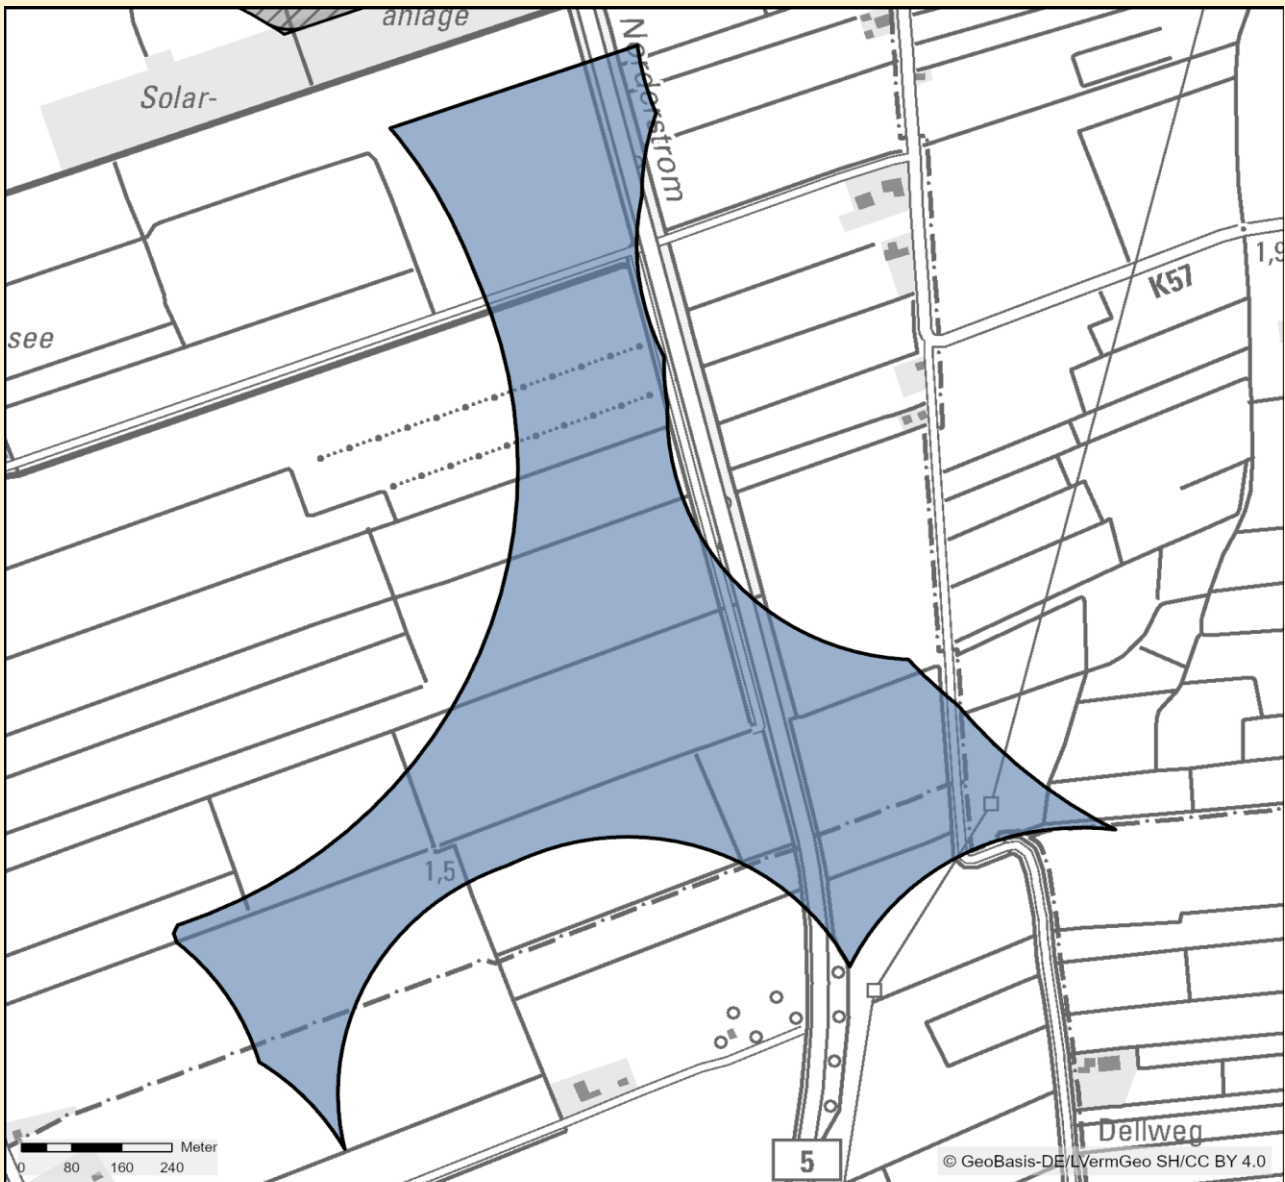 anlage
Solar-
Norderstrom
K57
1,9
see
1,5
5
Dellweg
Meter
0 80 160 240
© GeoBasis-DE/LVermGeo SH/CC BY 4.0